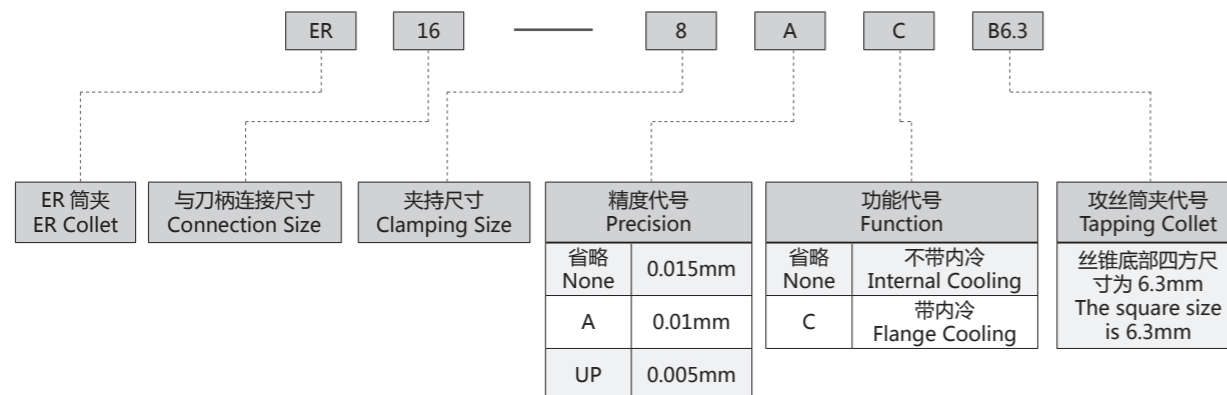 ER 16 — 8 A C B6.3
ER 筒夹
ER Collet
与刀柄连接尺寸
Connection Size
夹持尺寸
Clamping Size
精度代号
Precision
省略
None
0.015mm
A
0.01mm
UP
0.005mm
功能代号
Function
省略
None
不带内冷
Internal Cooling
C
带内冷
Flange Cooling
攻丝筒夹代号
Tapping Collet
丝锥底部四方尺
寸为 6.3mm
The square size
is 6.3mm